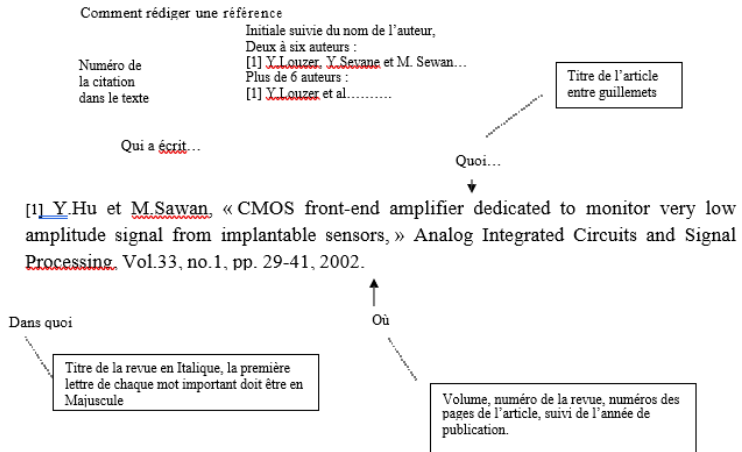 Comment rédiger une référence
Initiale suivie du nom de l'auteur,
Deux à six auteurs :
[1] Y.Louzer, Y.Sevane et M. Sewan…
Plus de 6 auteurs :
[1] Y.Louzer et al……….
Numéro de
la citation
dans le texte
Titre de l'article
entre guillemets
Qui a écrit…
Quoi…
[1] Y.Hu et M.Sawan, « CMOS front-end amplifier dedicated to monitor very low
amplitude signal from implantable sensors, » Analog Integrated Circuits and Signal
Processing, Vol.33, no.1, pp. 29-41, 2002.
Dans quoi
Où
Titre de la revue en Italique, la première
lettre de chaque mot important doit être en
Majuscule
Volume, numéro de la revue, numéros des
pages de l'article, suivi de l'année de
publication.